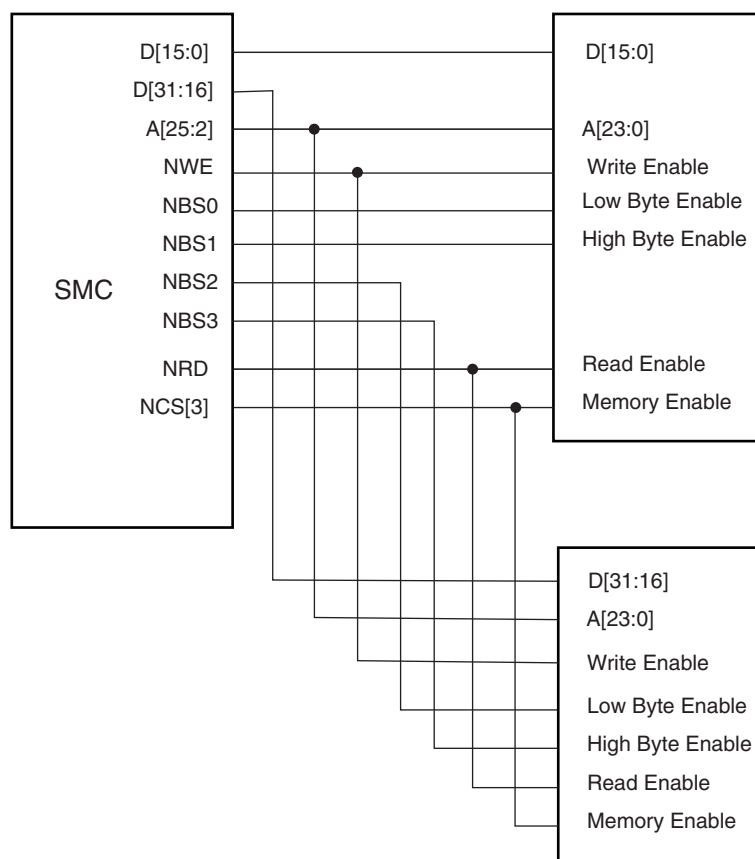 D[15:0]
D[31:16]
A[25:2]
NWE
NBS0
NBS1
NBS2
NBS3
NRD
NCS[3]
SMC
D[15:0]
A[23:0]
Write Enable
Low Byte Enable
High Byte Enable
Read Enable
Memory Enable
D[31:16]
A[23:0]
Write Enable
Low Byte Enable
High Byte Enable
Read Enable
Memory Enable